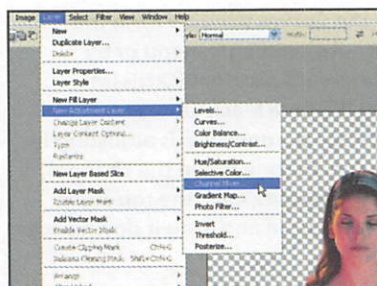 Image Layer Select Filter View Window Help
New
Duplicate Layer...
Delete
Style: Normal
Layer Properties...
Layer Style
New Fill Layer
New Adjustment Layer
Change Layer Content
Layer Content Options...
Type
Rasterize
New Layer Based Slice
Add Layer Mask
Enable Layer Mask
Add Vector Mask
Enable Vector Mask
Create Clipping Mask Ctrl+G
Release Clipping Mask Shift+Ctrl+G
Arrange
Levels...
Curves...
Color Balance...
Brightness/Contrast...
Hue/Saturation...
Selective Color...
Channel Mixer...
Gradient Map...
Photo Filter...
Invert
Threshold...
Posterize...